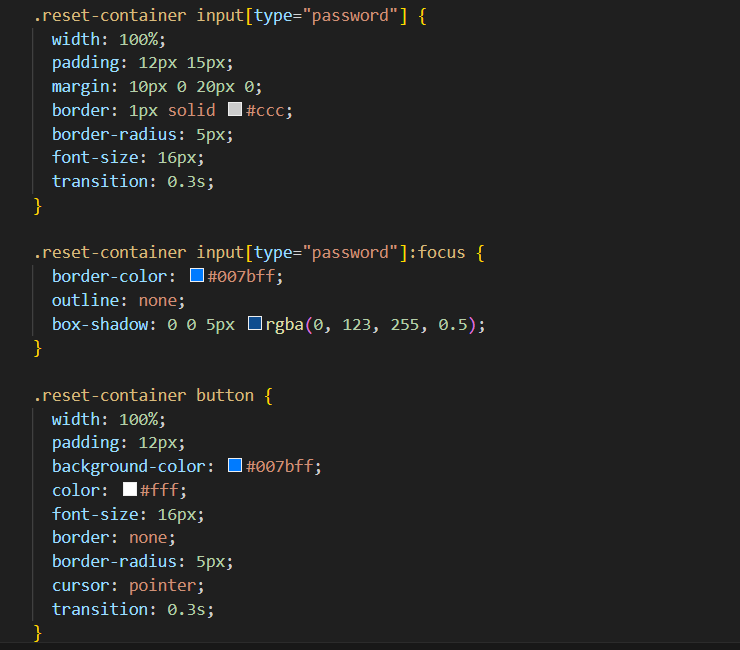 .reset-container input[type="password"] {
width: 100%;
padding: 12px 15px;
margin: 10px 0 20px 0;
border: 1px solid #ccc;
border-radius: 5px;
font-size: 16px;
transition: 0.3s;
}
.reset-container input[type="password"]:focus {
border-color: #007bff;
outline: none;
box-shadow: 0 0 5px rgba(0, 123, 255, 0.5);
}
.reset-container button {
width: 100%;
padding: 12px;
background-color: #007bff;
color: #fff;
font-size: 16px;
border: none;
border-radius: 5px;
cursor: pointer;
transition: 0.3s;
}